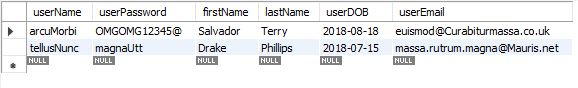 userName userPassword firstName lastName userDOB userEmail
arcuMorbi OMGOMG12345@ Salvador Terry 2018-08-18 euismod@Curabiturmassa.co.uk
tellusNunc magnaUtt Drake Phillips 2018-07-15 massa.rutrum.magna@Mauris.net
NULL NULL NULL NULL NULL NULL